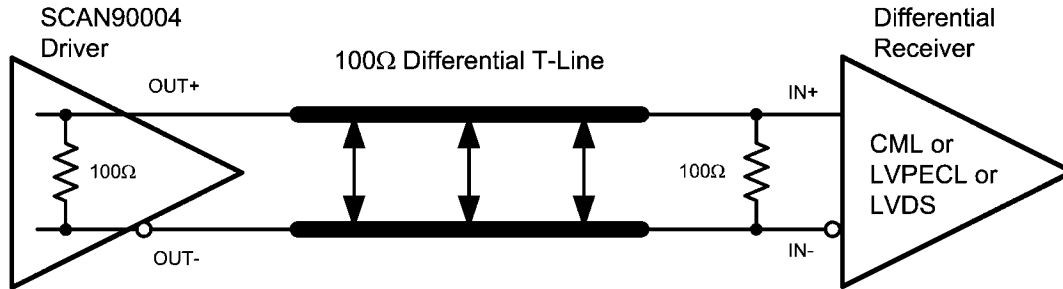 SCAN90004
Driver
Differential
Receiver
100Ω Differential T-Line
OUT+
IN+
100Ω
100Ω
CML or
LVPECL or
LVDS
OUT-
IN-